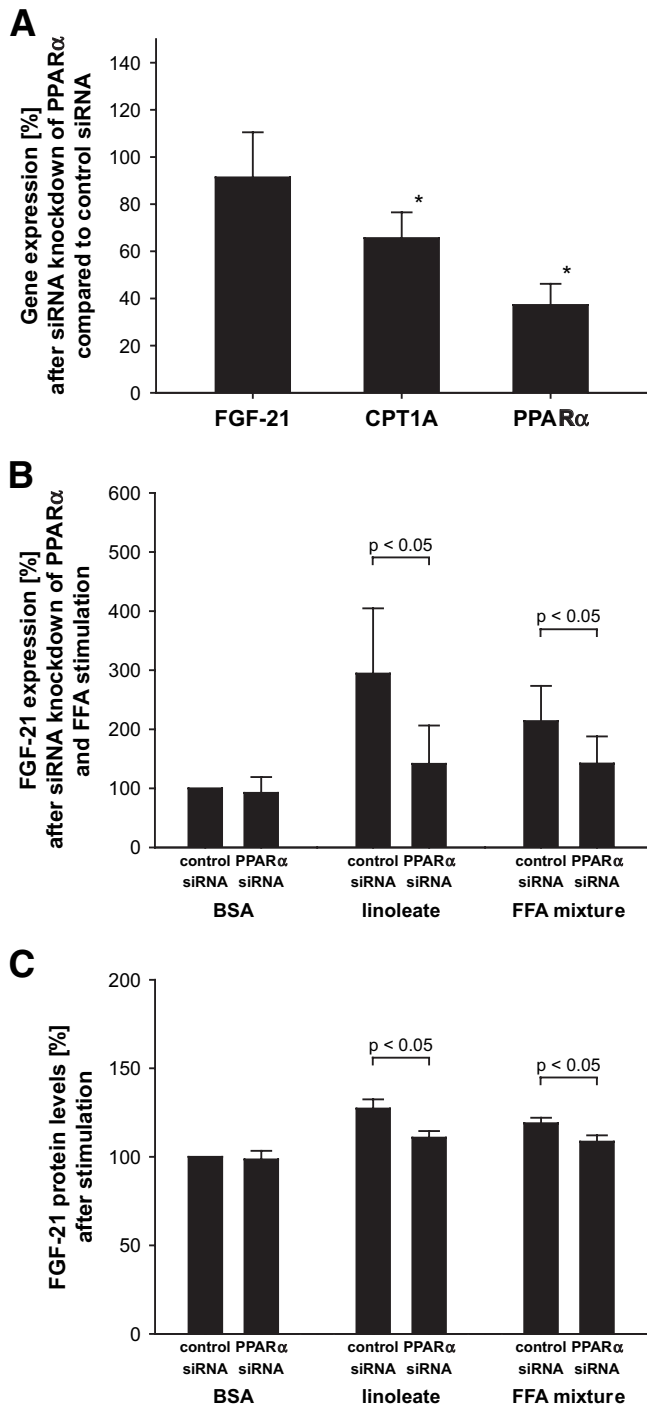 A
Gene expression [%]
after siRNA knockdown of PPARα
compared to control siRNA
140
120
100
80
60
40
20
0
*
*
FGF-21 CPT1A PPARα
B
FGF-21 expression [%]
after siRNA knockdown of PPARα
and FFA stimulation
600
500
400
300
200
100
0
p < 0.05
p < 0.05
control PPARα control PPARα control PPARα
siRNA siRNA siRNA siRNA siRNA siRNA
BSA linoleate FFA mixture
C
FGF-21 protein levels [%]
after stimulation
200
150
100
50
0
p < 0.05
p < 0.05
control PPARα control PPARα control PPARα
siRNA siRNA siRNA siRNA siRNA siRNA
BSA linoleate FFA mixture